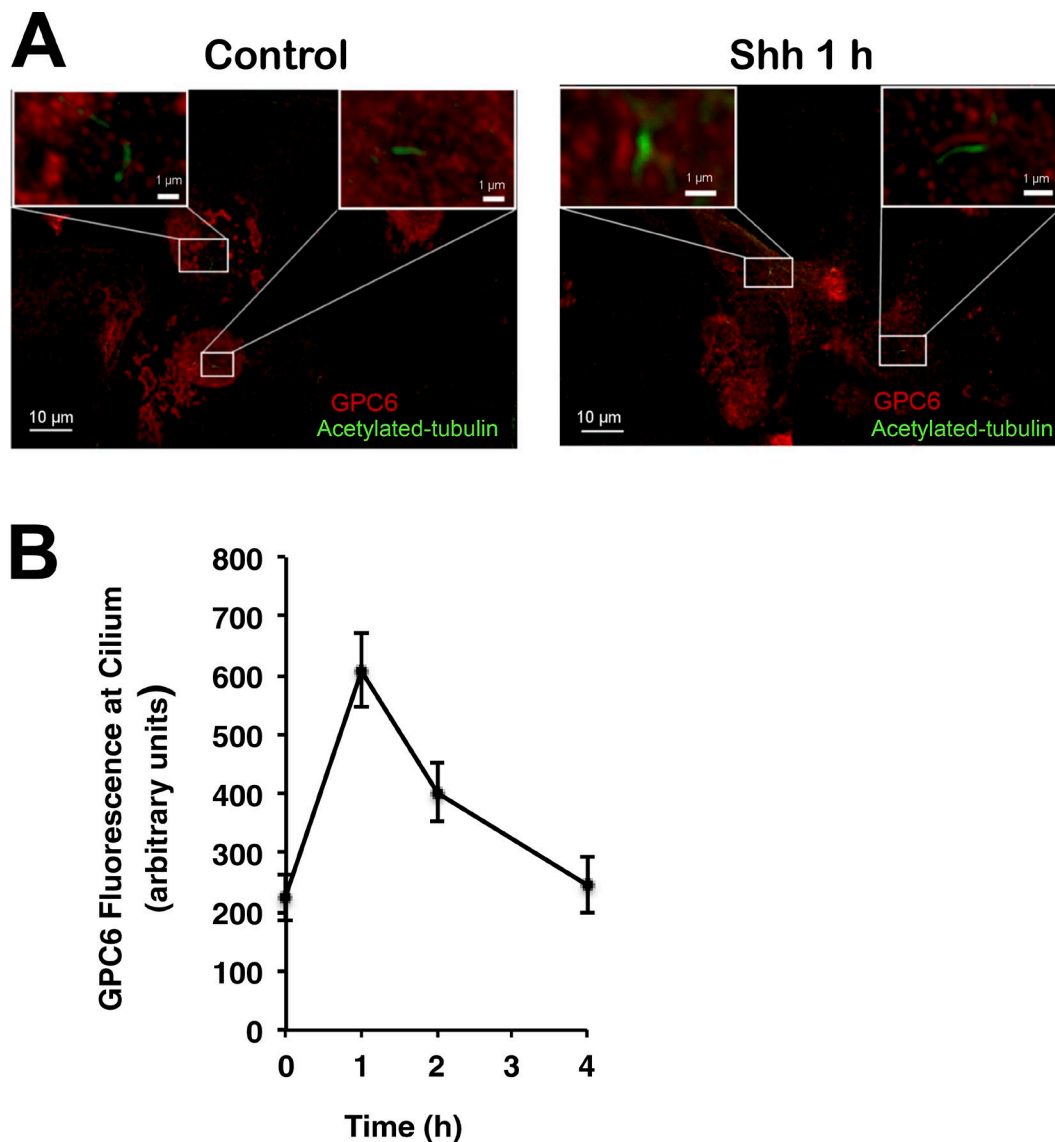 A
Control
Shh 1 h
1 µm
1 µm
1 µm
1 µm
GPC6
Acetylated-tubulin
10 µm
GPC6
Acetylated-tubulin
10 µm
B
GPC6 Fluorescence at Cilium
(arbitrary units)
800
700
600
500
400
300
200
100
0
0 1 2 3 4
Time (h)